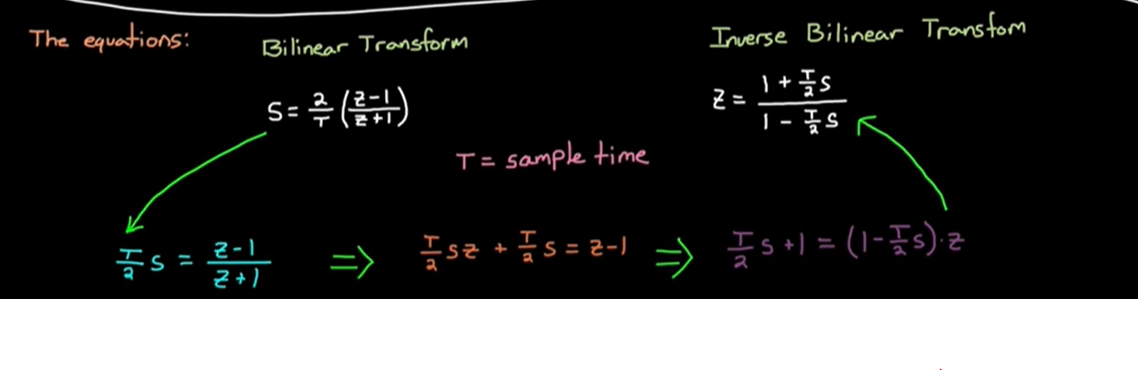 The equations:
Bilinear Transform
Inverse Bilinear Transfom
S = 2/T (z-1/z+1)
z = 1 + T/2 s / 1 - T/2 s
T = sample time
T/2 s = z-1/z+1 ⇒ T/2 sz + T/2 s = z-1 ⇒ T/2 s +1 = (1-T/2 s)·z